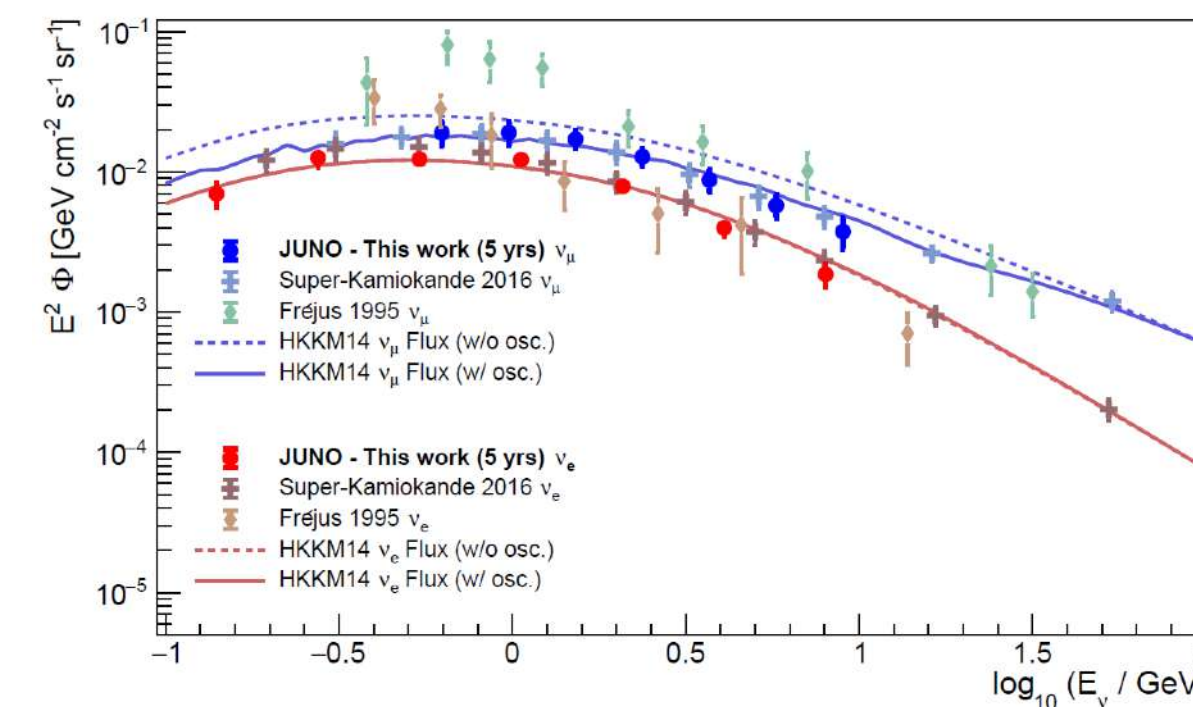 E² Φ [GeV cm⁻² s⁻¹ sr⁻¹]
10⁻¹
10⁻²
10⁻³
10⁻⁴
10⁻⁵
JUNO - This work (5 yrs) νμ
Super-Kamiokande 2016 νμ
Fréjus 1995 νμ
HKKM14 νμ Flux (w/o osc.)
HKKM14 νμ Flux (w/ osc.)
JUNO - This work (5 yrs) νe
Super-Kamiokande 2016 νe
Fréjus 1995 νe
HKKM14 νe Flux (w/o osc.)
HKKM14 νe Flux (w/ osc.)
−1 −0.5 0 0.5 1 1.5
log₁₀ (Eν / GeV